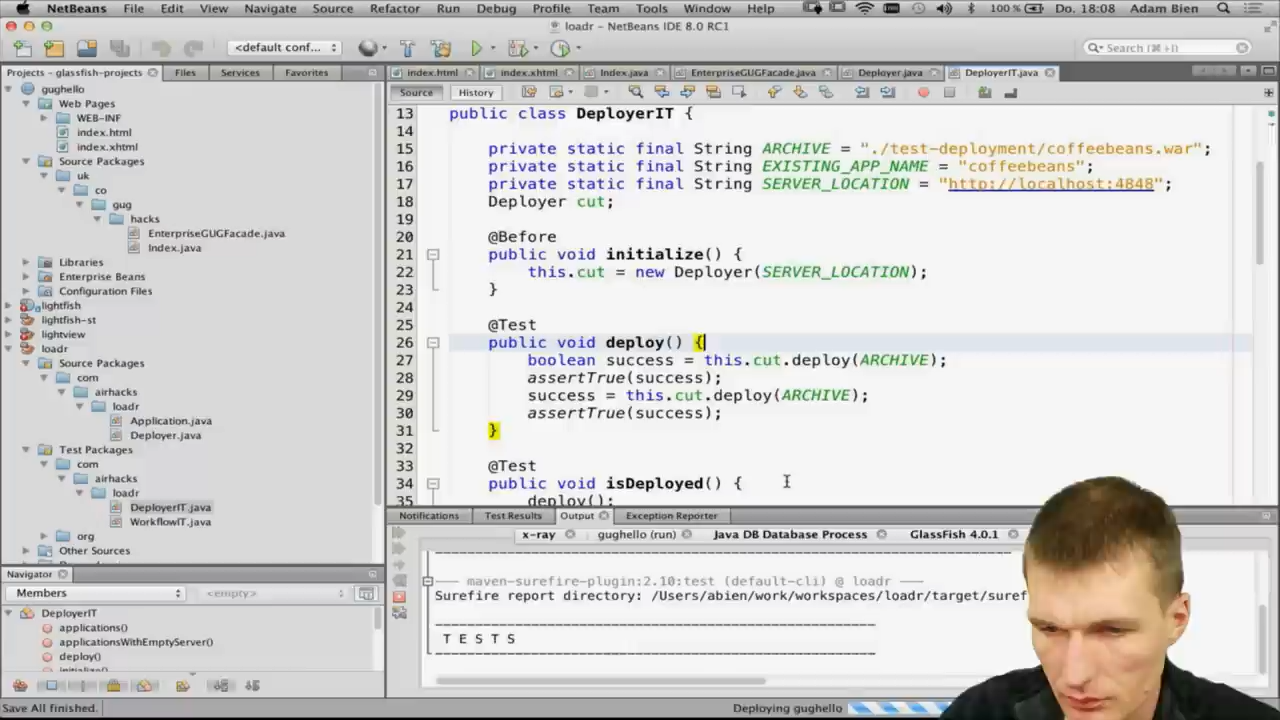 NetBeans File Edit View Navigate Source Refactor Run Debug Profile Team Tools Window Help 100% Do. 18:08 Adam Bien
loadr - NetBeans IDE 8.0 RC1
<default conf... Search (⌘+I)
Projects - glassfish-projects Files Services Favorites
index.html index.xhtml Index.java EnterpriseGUGFacade.java Deployer.java DeployerIT.java
Source History
gughello
Web Pages
WEB-INF
index.html
index.xhtml
Source Packages
uk
co
gug
hacks
EnterpriseGUGFacade.java
Index.java
Libraries
Enterprise Beans
Configuration Files
lightfish
lightfish-st
lightview
loadr
Source Packages
com
airhacks
loadr
Application.java
Deployer.java
Test Packages
com
airhacks
loadr
DeployerIT.java
WorkflowIT.java
org
Other Sources
Navigator
Members <empty>
DeployerIT
applications()
applicationsWithEmptyServer()
deploy()
initialize()
13 public class DeployerIT {
14
15 private static final String ARCHIVE = "./test-deployment/coffeebeans.war";
16 private static final String EXISTING_APP_NAME = "coffeebeans";
17 private static final String SERVER_LOCATION = "http://localhost:4848";
18 Deployer cut;
19
20 @Before
21 public void initialize() {
22 this.cut = new Deployer(SERVER_LOCATION);
23 }
24
25 @Test
26 public void deploy() {
27 boolean success = this.cut.deploy(ARCHIVE);
28 assertTrue(success);
29 success = this.cut.deploy(ARCHIVE);
30 assertTrue(success);
31 }
32
33 @Test
34 public void isDeployed() {
35 deploy();
Notifications Test Results Output Exception Reporter
x-ray gughello (run) Java DB Database Process GlassFish 4.0.1
--- maven-surefire-plugin:2.10:test (default-cli) @ loadr ---
Surefire report directory: /Users/abien/work/workspaces/loadr/target/suref
T E S T S
Save All finished. Deploying gughello